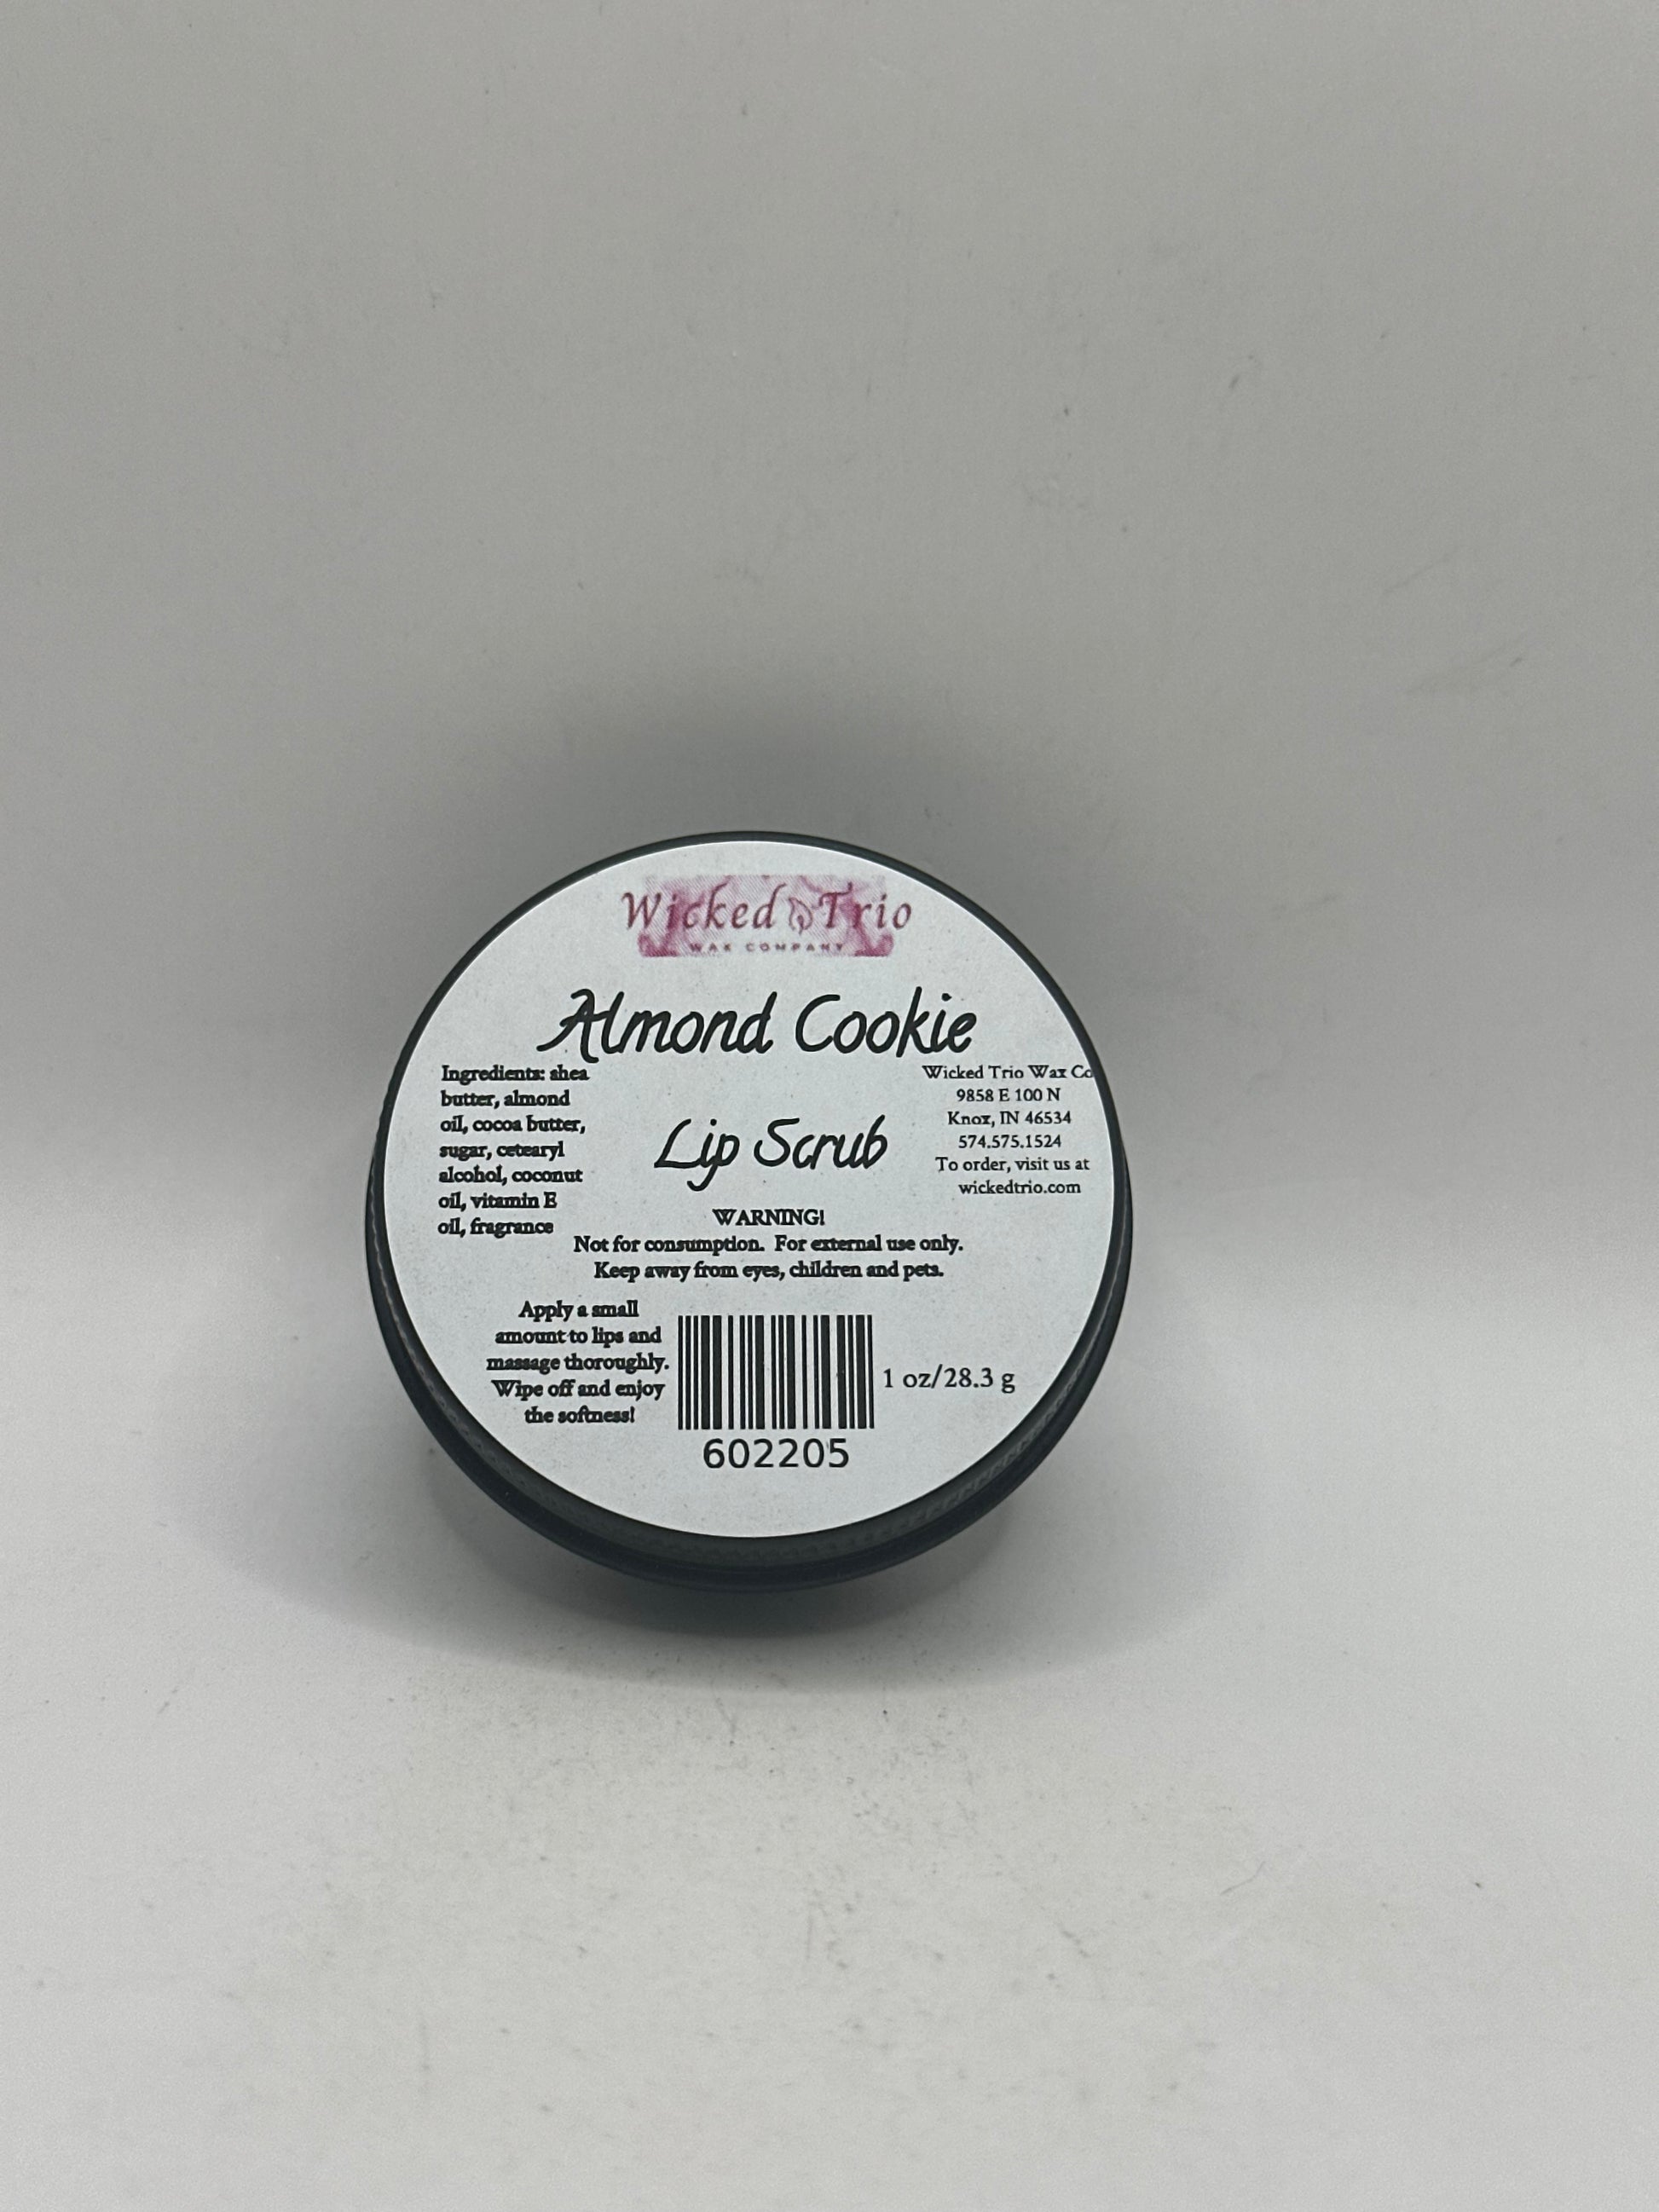 Wicked Trio
WAX COMPANY
Almond Cookie
Lip Scrub
Ingredients: shea
butter, almond
oil, cocoa butter,
sugar, cetearyl
alcohol, coconut
oil, vitamin E
oil, fragrance
Wicked Trio Wax Co
9858 E 100 N
Knox, IN 46534
574.575.1524
To order, visit us at
wickedtrio.com
WARNING!
Not for consumption. For external use only.
Keep away from eyes, children and pets.
Apply a small
amount to lips and
massage thoroughly.
Wipe off and enjoy
the softness!
602205
1 oz/28.3 g